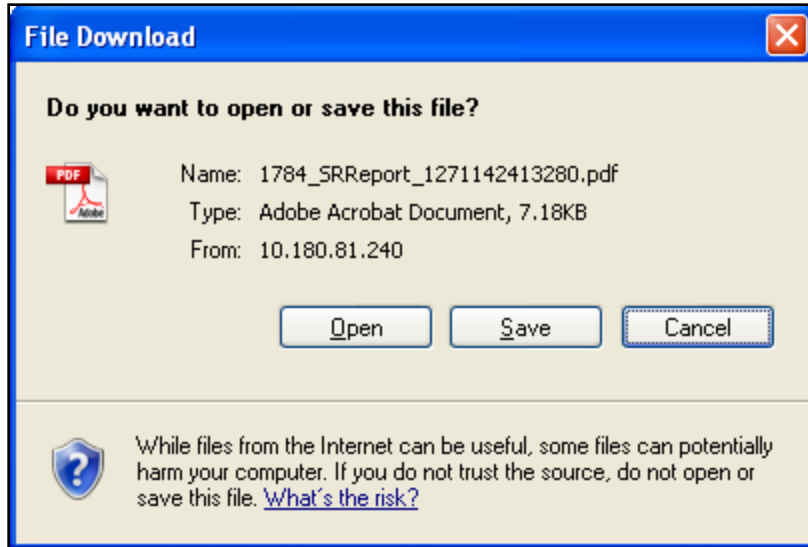 File Download
Do you want to open or save this file?
PDF
Adobe
Name: 1784_SRReport_1271142413280.pdf
Type: Adobe Acrobat Document, 7.18KB
From: 10.180.81.240
Open Save Cancel
While files from the Internet can be useful, some files can potentially
harm your computer. If you do not trust the source, do not open or
save this file. What's the risk?